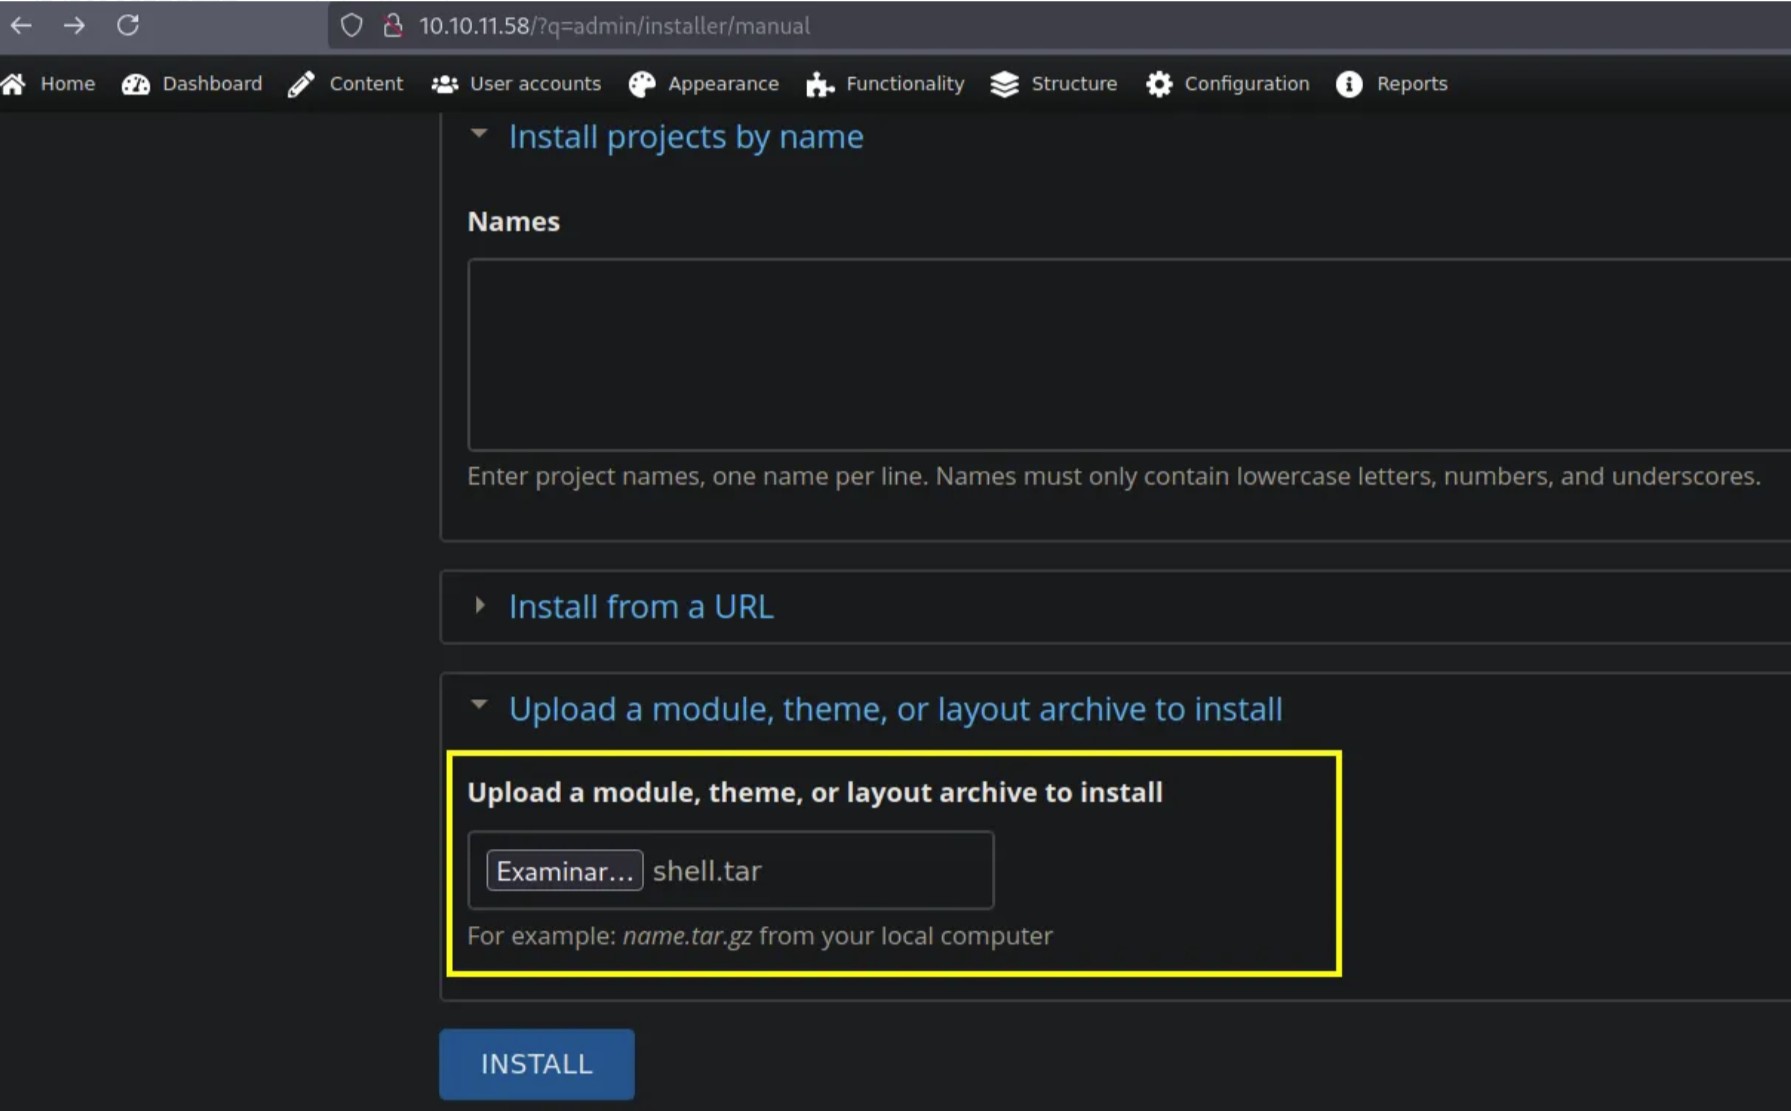 10.10.11.58/?q=admin/installer/manual
Home Dashboard Content User accounts Appearance Functionality Structure Configuration Reports
Install projects by name
Names
Enter project names, one name per line. Names must only contain lowercase letters, numbers, and underscores.
Install from a URL
Upload a module, theme, or layout archive to install
Upload a module, theme, or layout archive to install
Examinar... shell.tar
For example: name.tar.gz from your local computer
INSTALL